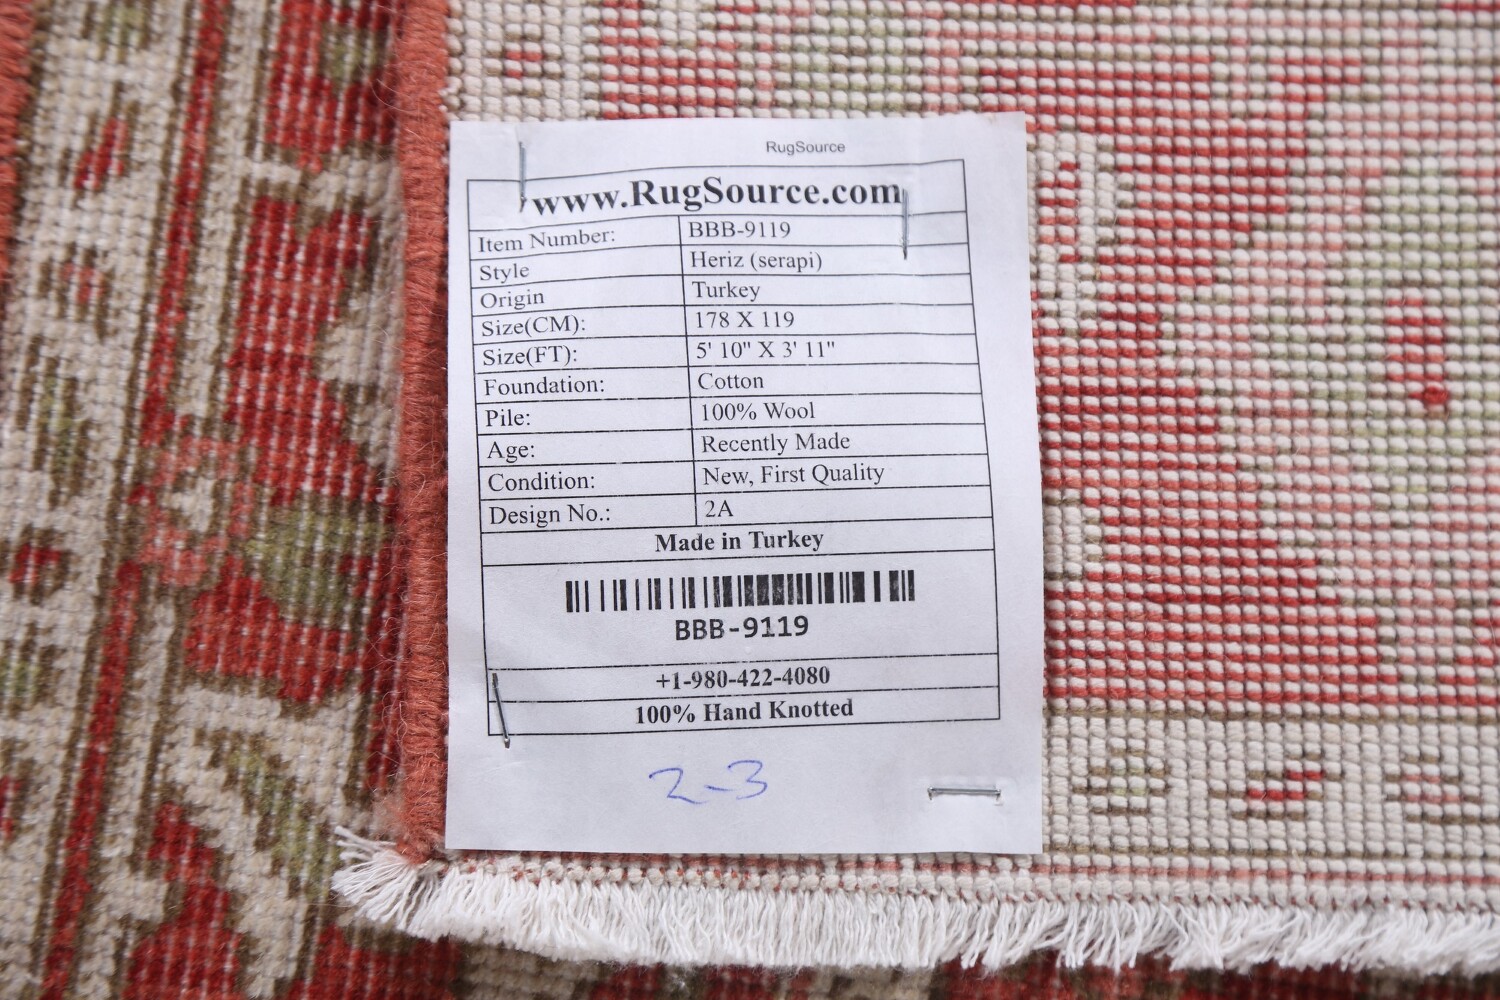 RugSource
www.RugSource.com
Item Number: BBB-9119
Style Heriz (serapi)
Origin Turkey
Size(CM): 178 X 119
Size(FT): 5' 10" X 3' 11"
Foundation: Cotton
Pile: 100% Wool
Age: Recently Made
Condition: New, First Quality
Design No.: 2A
Made in Turkey
BBB-9119
+1-980-422-4080
100% Hand Knotted
2-3